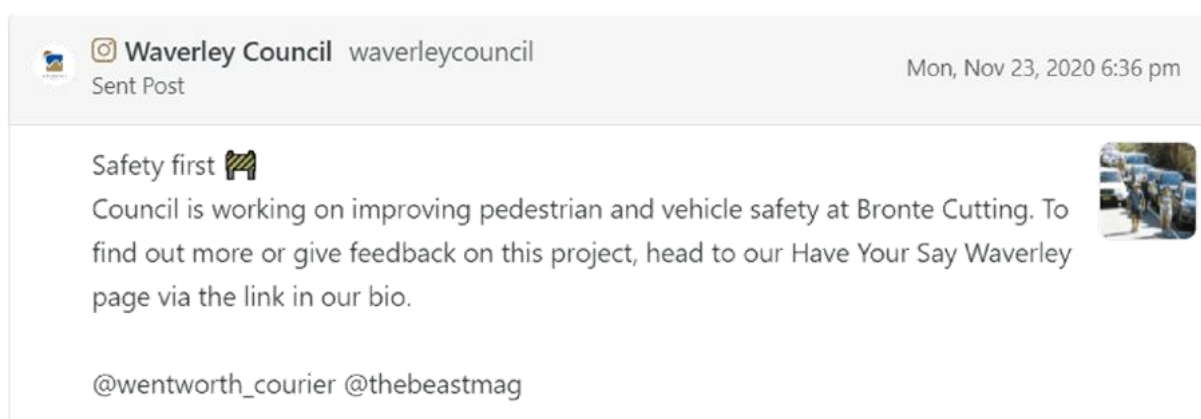 Waverley Council waverleycouncil
Sent Post
Mon, Nov 23, 2020 6:36 pm
Safety first 🚧
Council is working on improving pedestrian and vehicle safety at Bronte Cutting. To
find out more or give feedback on this project, head to our Have Your Say Waverley
page via the link in our bio.
@wentworth_courier @thebeastmag